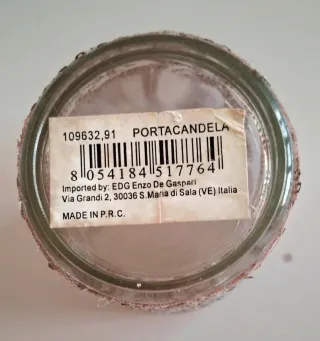 109632,91 PORTACANDELA
8 054184 517764
Imported by: EDG Enzo De Gaspari
Via Grandi 2, 30036 S.Maria di Sala (VE) Italia
MADE IN P.R.C.